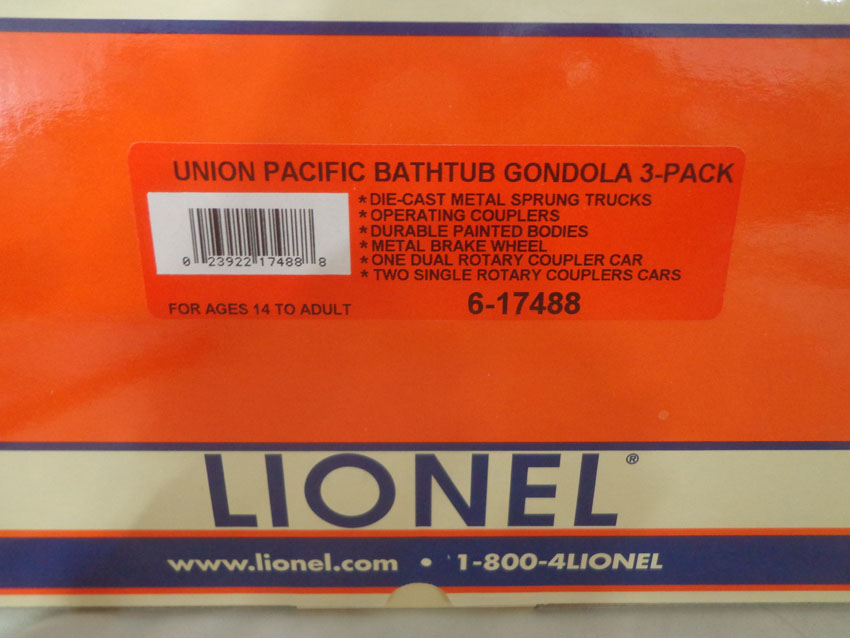 UNION PACIFIC BATHTUB GONDOLA 3-PACK
* DIE-CAST METAL SPRUNG TRUCKS
* OPERATING COUPLERS
* DURABLE PAINTED BODIES
* METAL BRAKE WHEEL
* ONE DUAL ROTARY COUPLER CAR
* TWO SINGLE ROTARY COUPLERS CARS
0 23922 17488 8
FOR AGES 14 TO ADULT
6-17488
LIONEL®
www.lionel.com • 1-800-4LIONEL